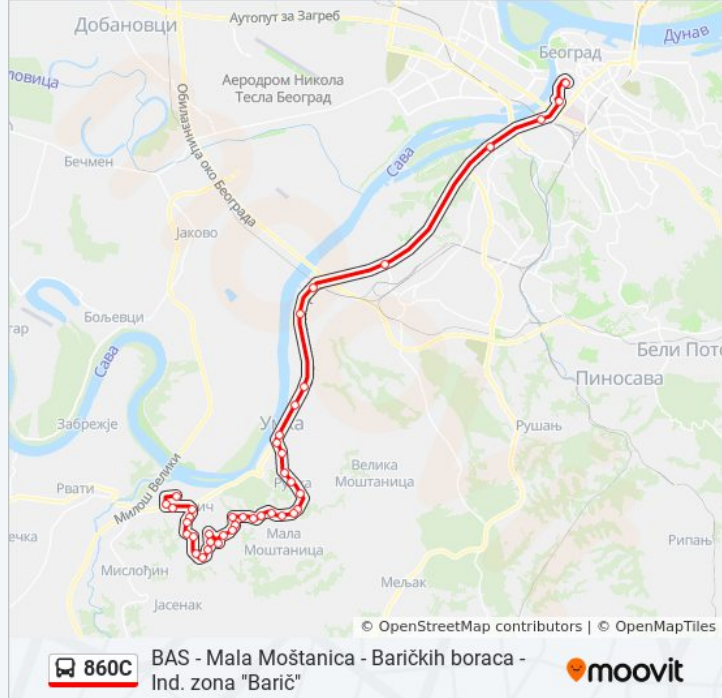 Добановци
Аутопут за Загреб
Београд
Дунав
ловица
Аеродром Никола
Тесла Београд
Обилазница око Београда
Сава
Бечмен
Јаково
Бољевци
гар
Сава
Бели Пото
Пиносава
Забрежје
Умка
Рушањ
Велика
Моштаница
Рвати
Милош Велики
ич
Мала
Моштаница
ечка
Рипањ
Мислођин
Мељак
Јасенак
© OpenStreetMap contributors | © OpenMapTiles
860C BAS - Mala Moštanica - Baričkih boraca -
Ind. zona "Barič"
moovit